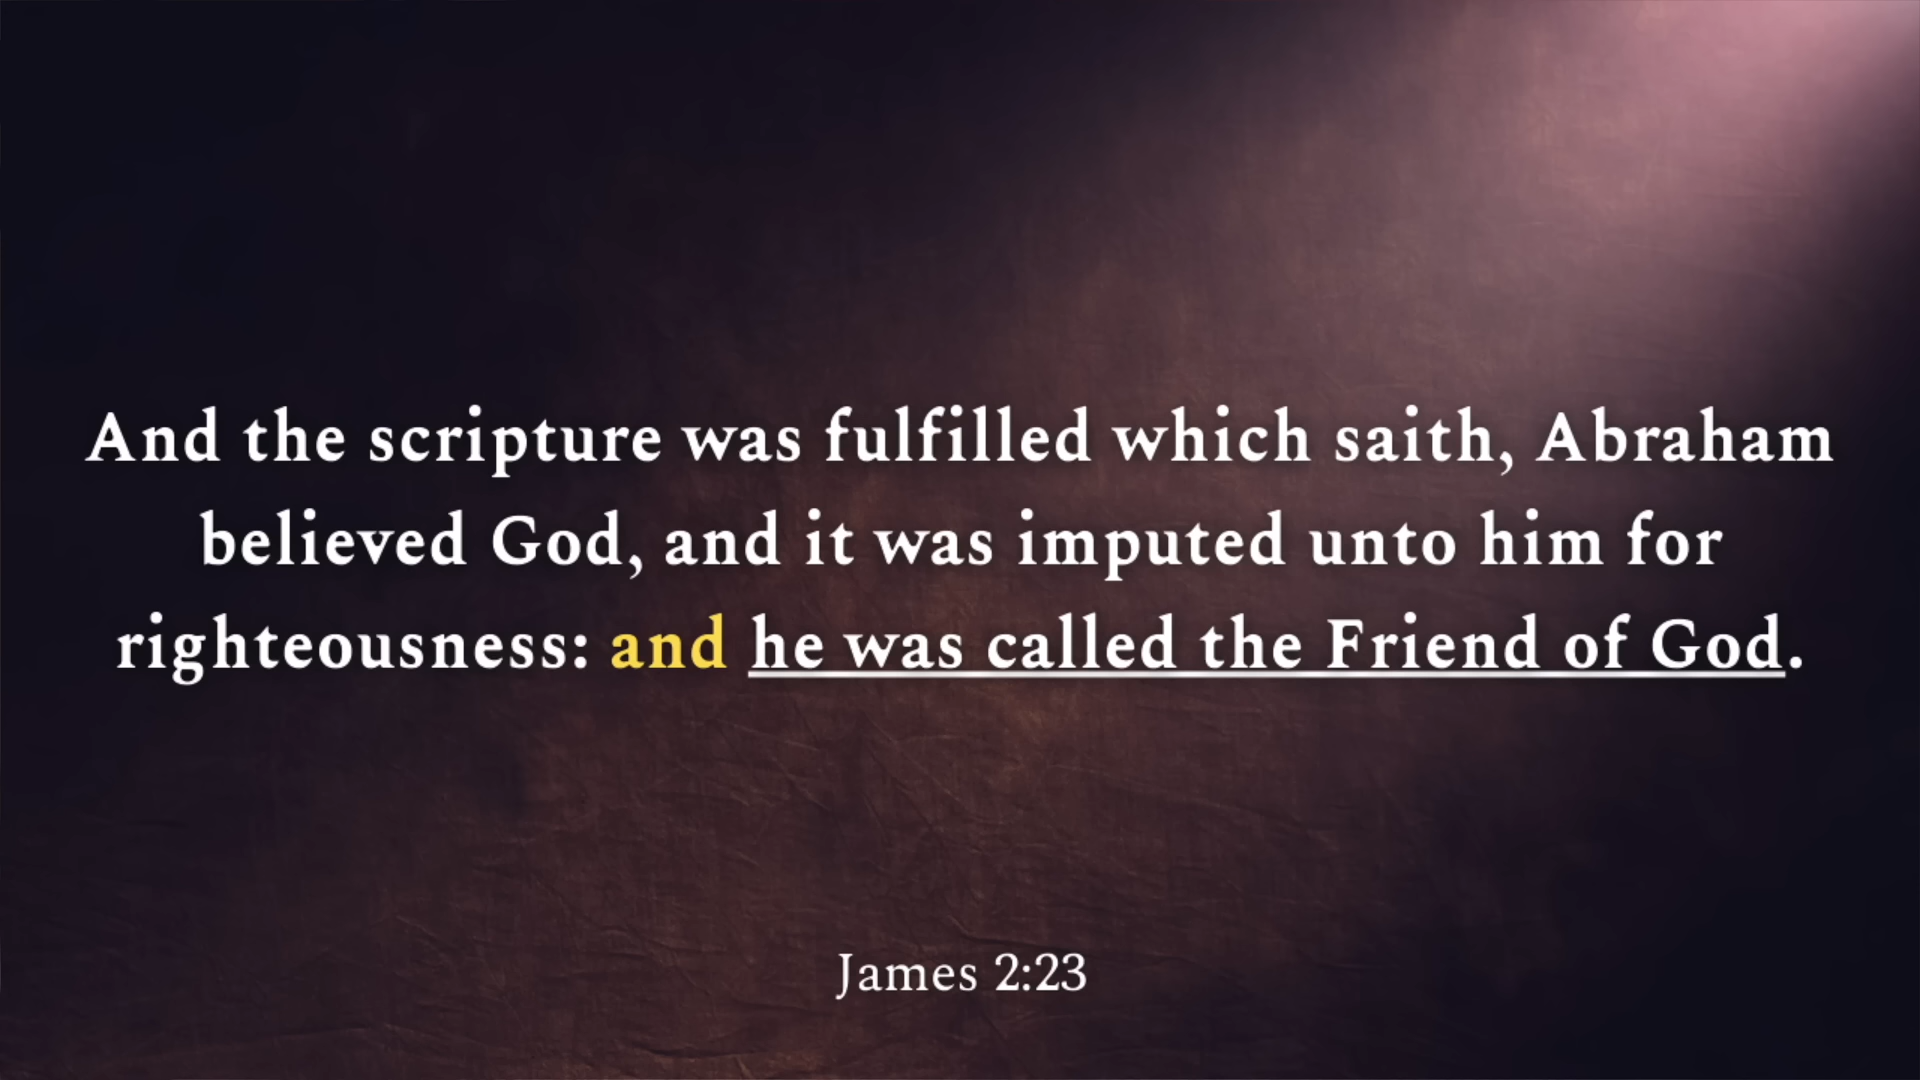 And the scripture was fulfilled which saith, Abraham
believed God, and it was imputed unto him for
righteousness: and he was called the Friend of God.
James 2:23